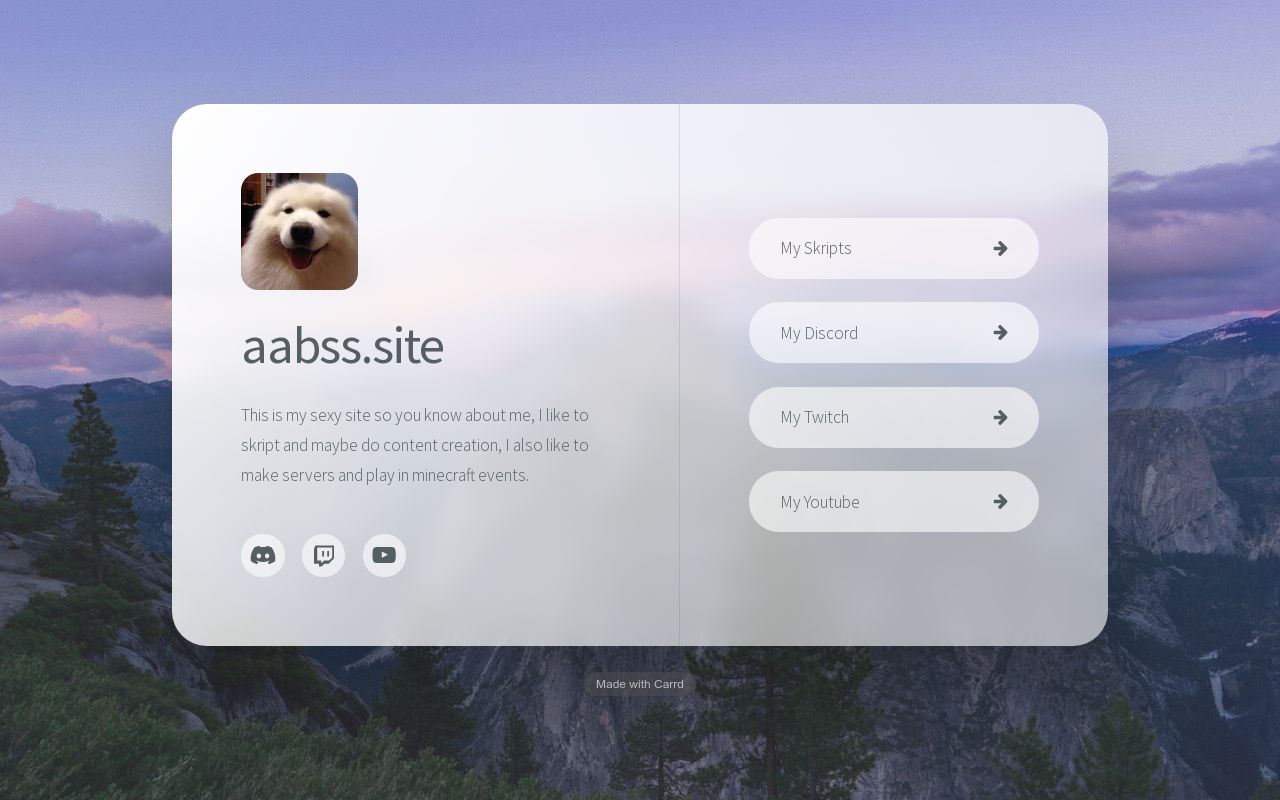 aabss.site
This is my sexy site so you know about me, I like to
skript and maybe do content creation, I also like to
make servers and play in minecraft events.
My Skripts
My Discord
My Twitch
My Youtube
Made with Carrd